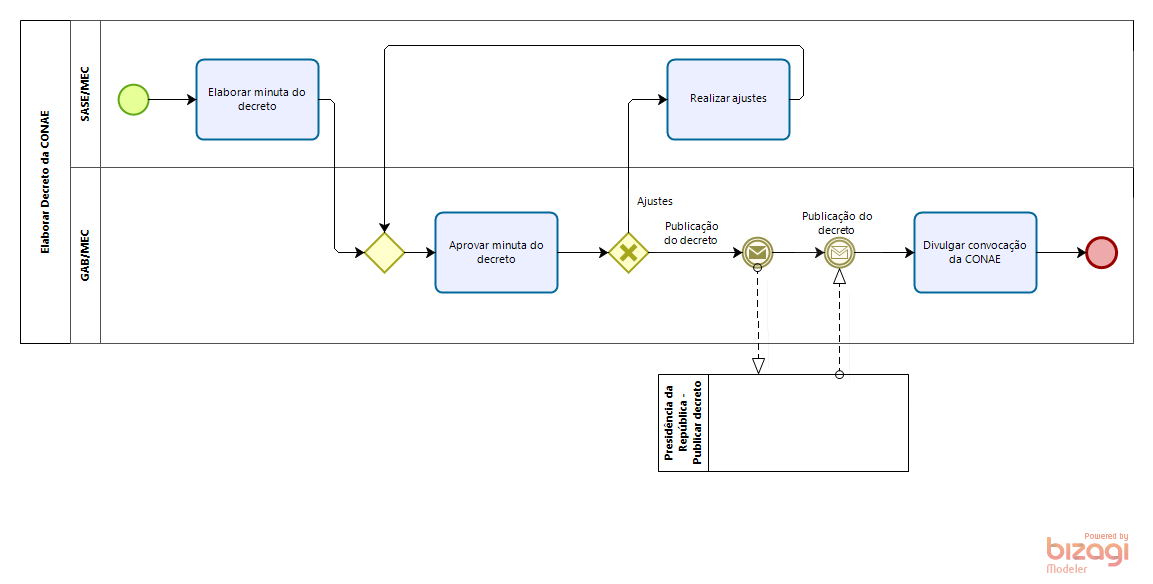 Elaborar Decreto da CONAE
SASE/MEC
Elaborar minuta do
decreto
Realizar ajustes
GAB/MEC
Aprovar minuta do
decreto
Ajustes
Publicação
do decreto
Publicação do
decreto
Divulgar convocação
da CONAE
Presidência da
República -
Publicar decreto
Powered by
bizagi
Modeler